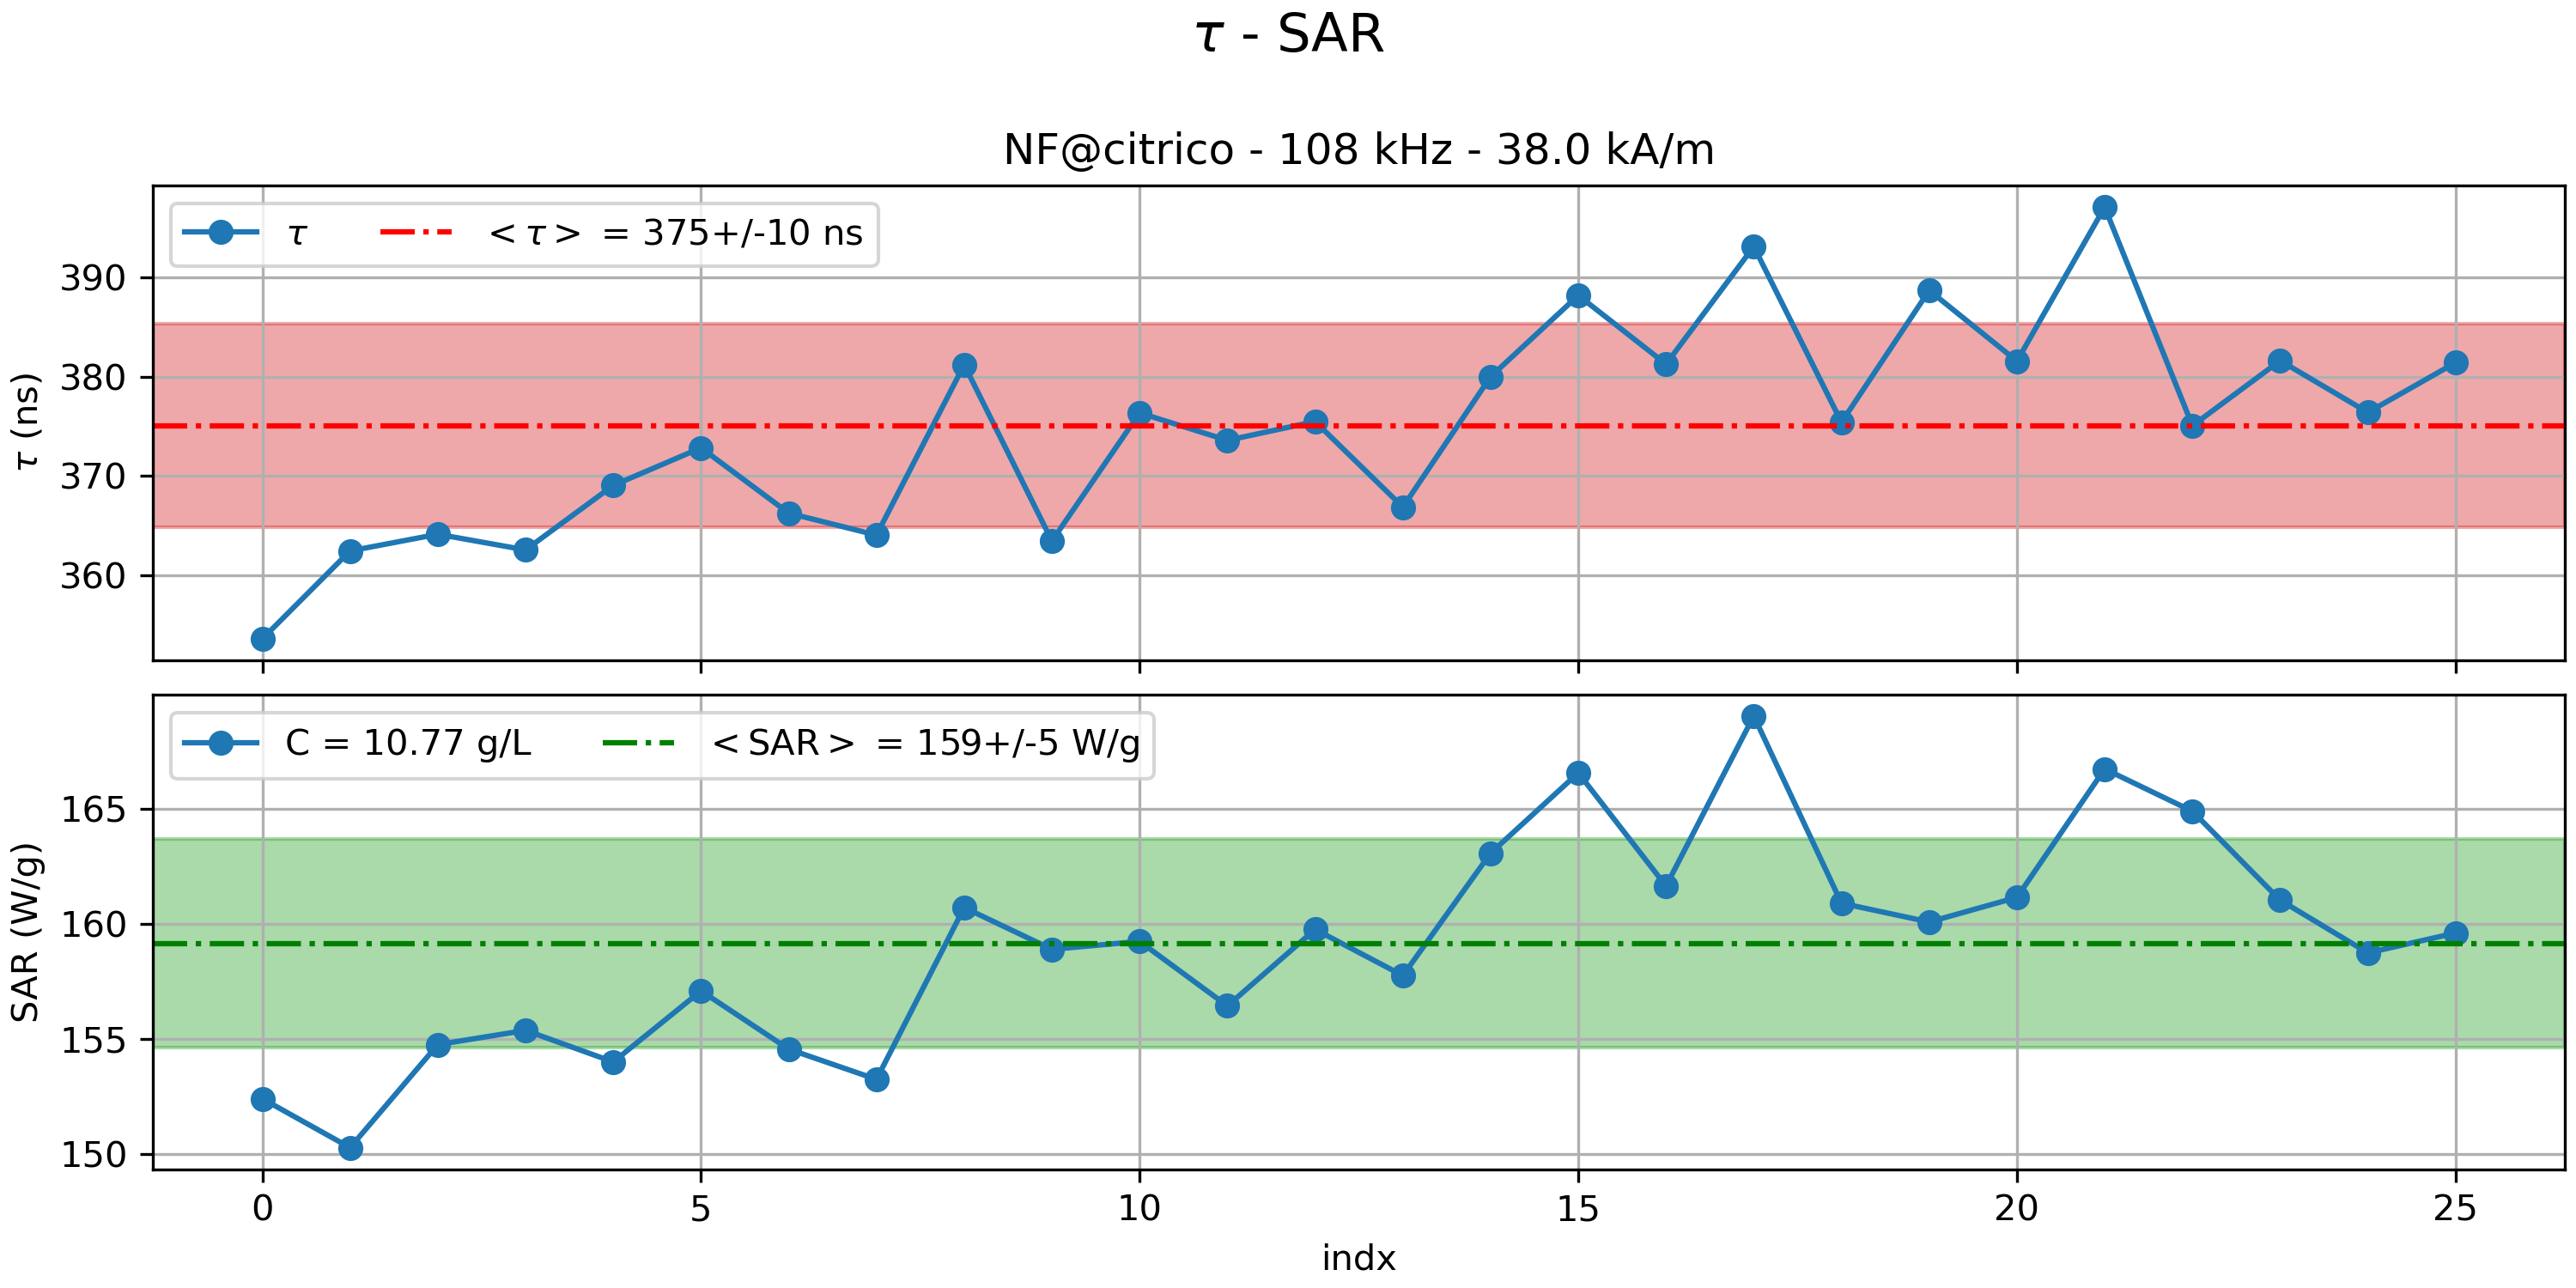 τ - SAR
NF@citrico - 108 kHz - 38.0 kA/m
τ <τ> = 375+/-10 ns
390
380
370
360
τ (ns)
C = 10.77 g/L <SAR> = 159+/-5 W/g
165
160
155
150
SAR (W/g)
0 5 10 15 20 25
indx